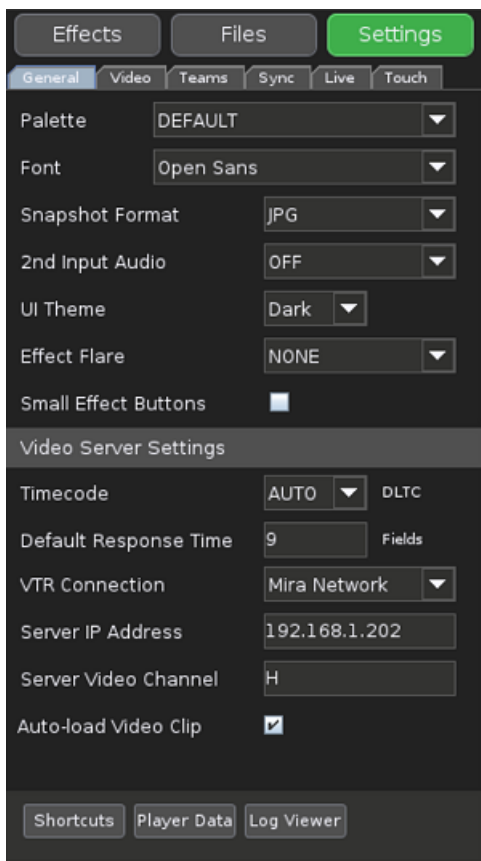 Effects Files Settings
General Video Teams Sync Live Touch
Palette DEFAULT
Font Open Sans
Snapshot Format JPG
2nd Input Audio OFF
UI Theme Dark
Effect Flare NONE
Small Effect Buttons
Video Server Settings
Timecode AUTO DLTC
Default Response Time 9 Fields
VTR Connection Mira Network
Server IP Address 192.168.1.202
Server Video Channel H
Auto-load Video Clip
Shortcuts Player Data Log Viewer